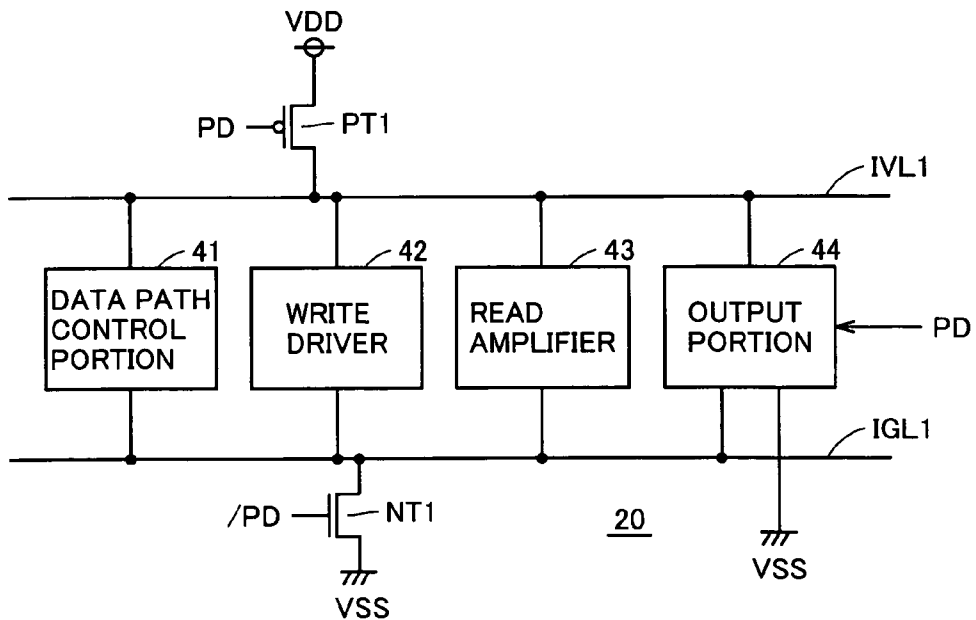 VDD
PD
PT1
IVL1
41
42
43
44
DATA PATH
CONTROL
PORTION
WRITE
DRIVER
READ
AMPLIFIER
OUTPUT
PORTION
PD
IGL1
/PD
NT1
20
VSS
VSS